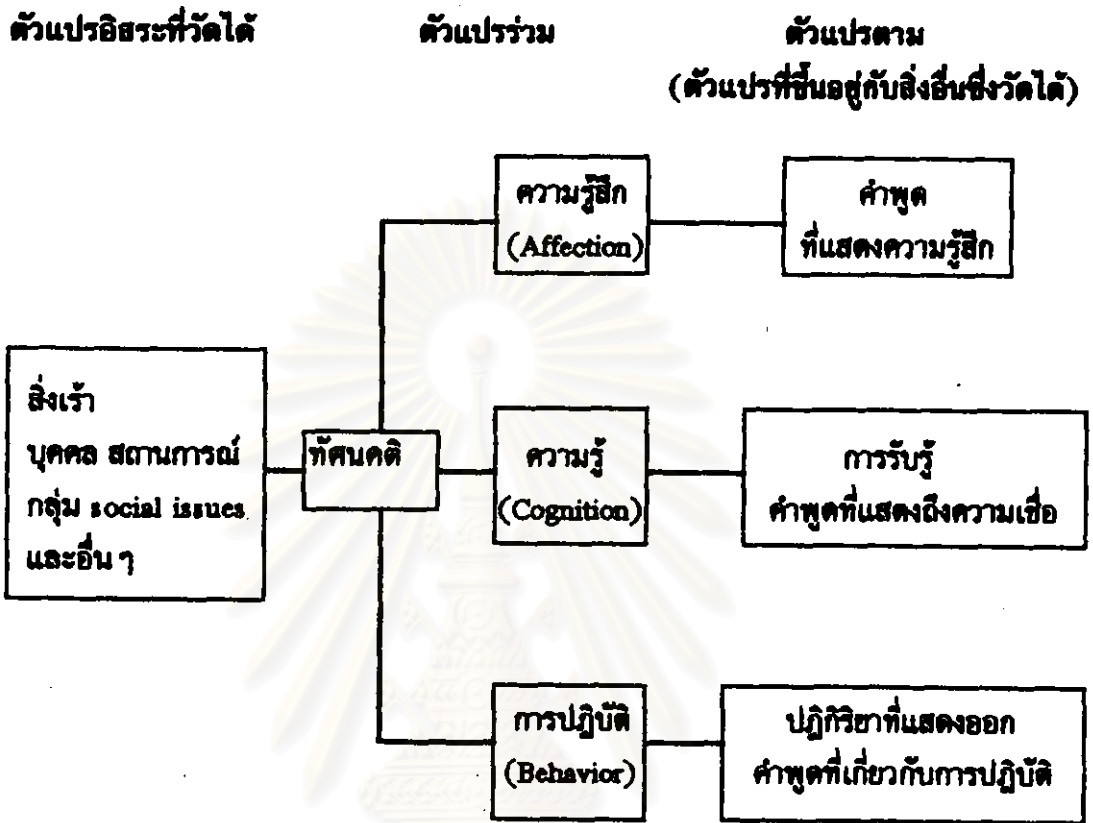 ตัวแปรอิสระที่วัดได้ ตัวแปรร่วม ตัวแปรตาม
(ตัวแปรที่ขึ้นอยู่กับสิ่งอื่นซึ่งวัดได้)
ความรู้สึก
(Affection)
คำพูด
ที่แสดงความรู้สึก
สิ่งเร้า
บุคคล สถานการณ์
กลุ่ม social issues
และอื่น ๆ
ทัศนคติ
ความรู้
(Cognition)
การรับรู้
คำพูดที่แสดงถึงความเชื่อ
การปฏิบัติ
(Behavior)
ปฏิกิริยาที่แสดงออก
คำพูดที่เกี่ยวกับการปฏิบัติ